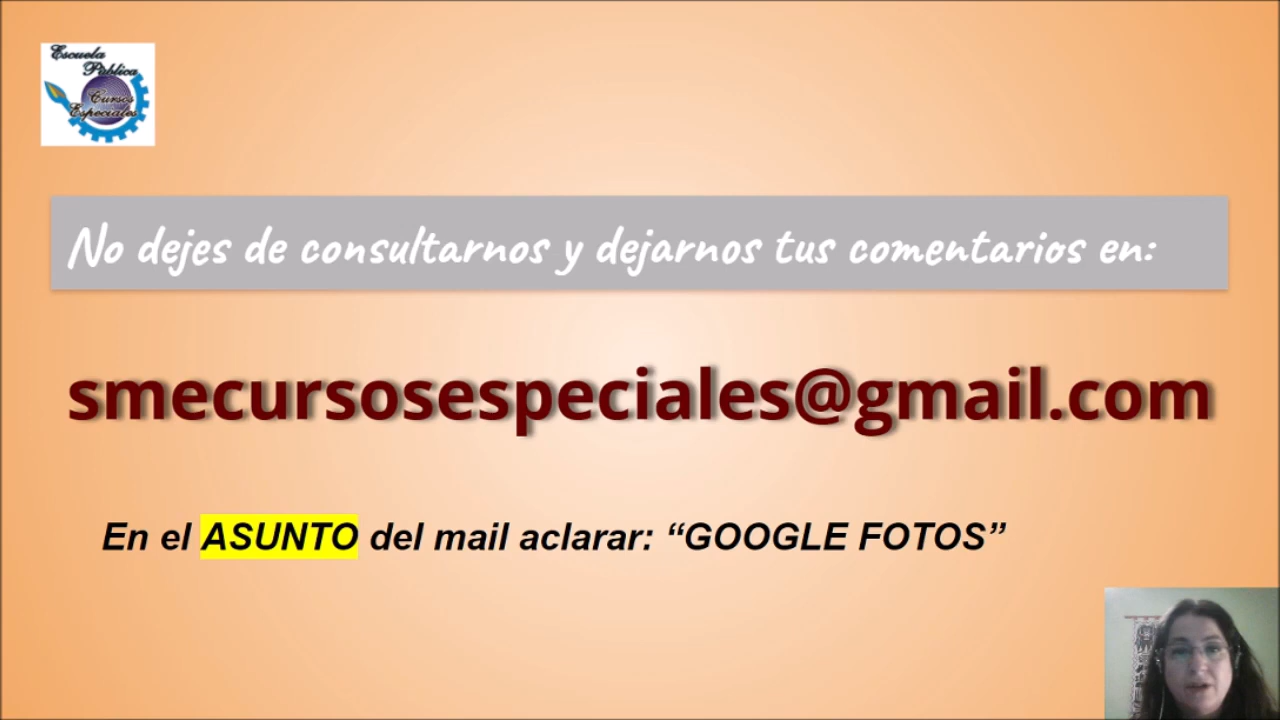 Escuela
Pública
Cursos
Especiales
No dejes de consultarnos y dejarnos tus comentarios en:
smecursosespeciales@gmail.com
En el ASUNTO del mail aclarar: “GOOGLE FOTOS”